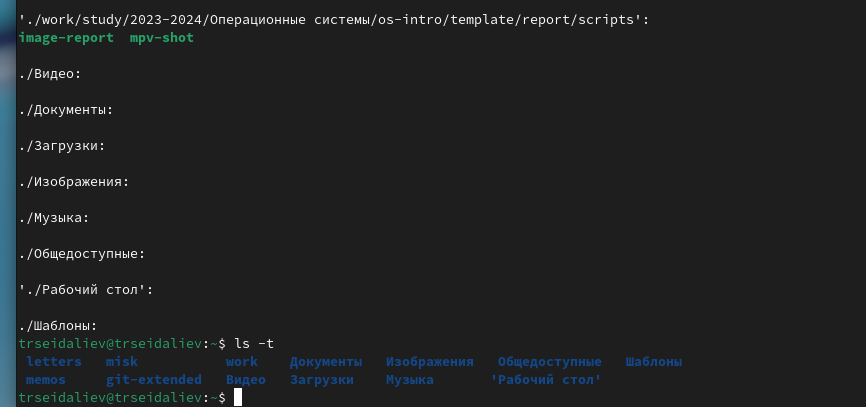 './work/study/2023-2024/Операционные системы/os-intro/template/report/scripts':
image-report  mpv-shot
./Видео:
./Документы:
./Загрузки:
./Изображения:
./Музыка:
./Общедоступные:
'./Рабочий стол':
./Шаблоны:
trseidaliev@trseidaliev:~$ ls -t
letters  misk  work  Документы  Изображения  Общедоступные  Шаблоны
memos  git-extended  Видео  Загрузки  Музыка  'Рабочий стол'
trseidaliev@trseidaliev:~$